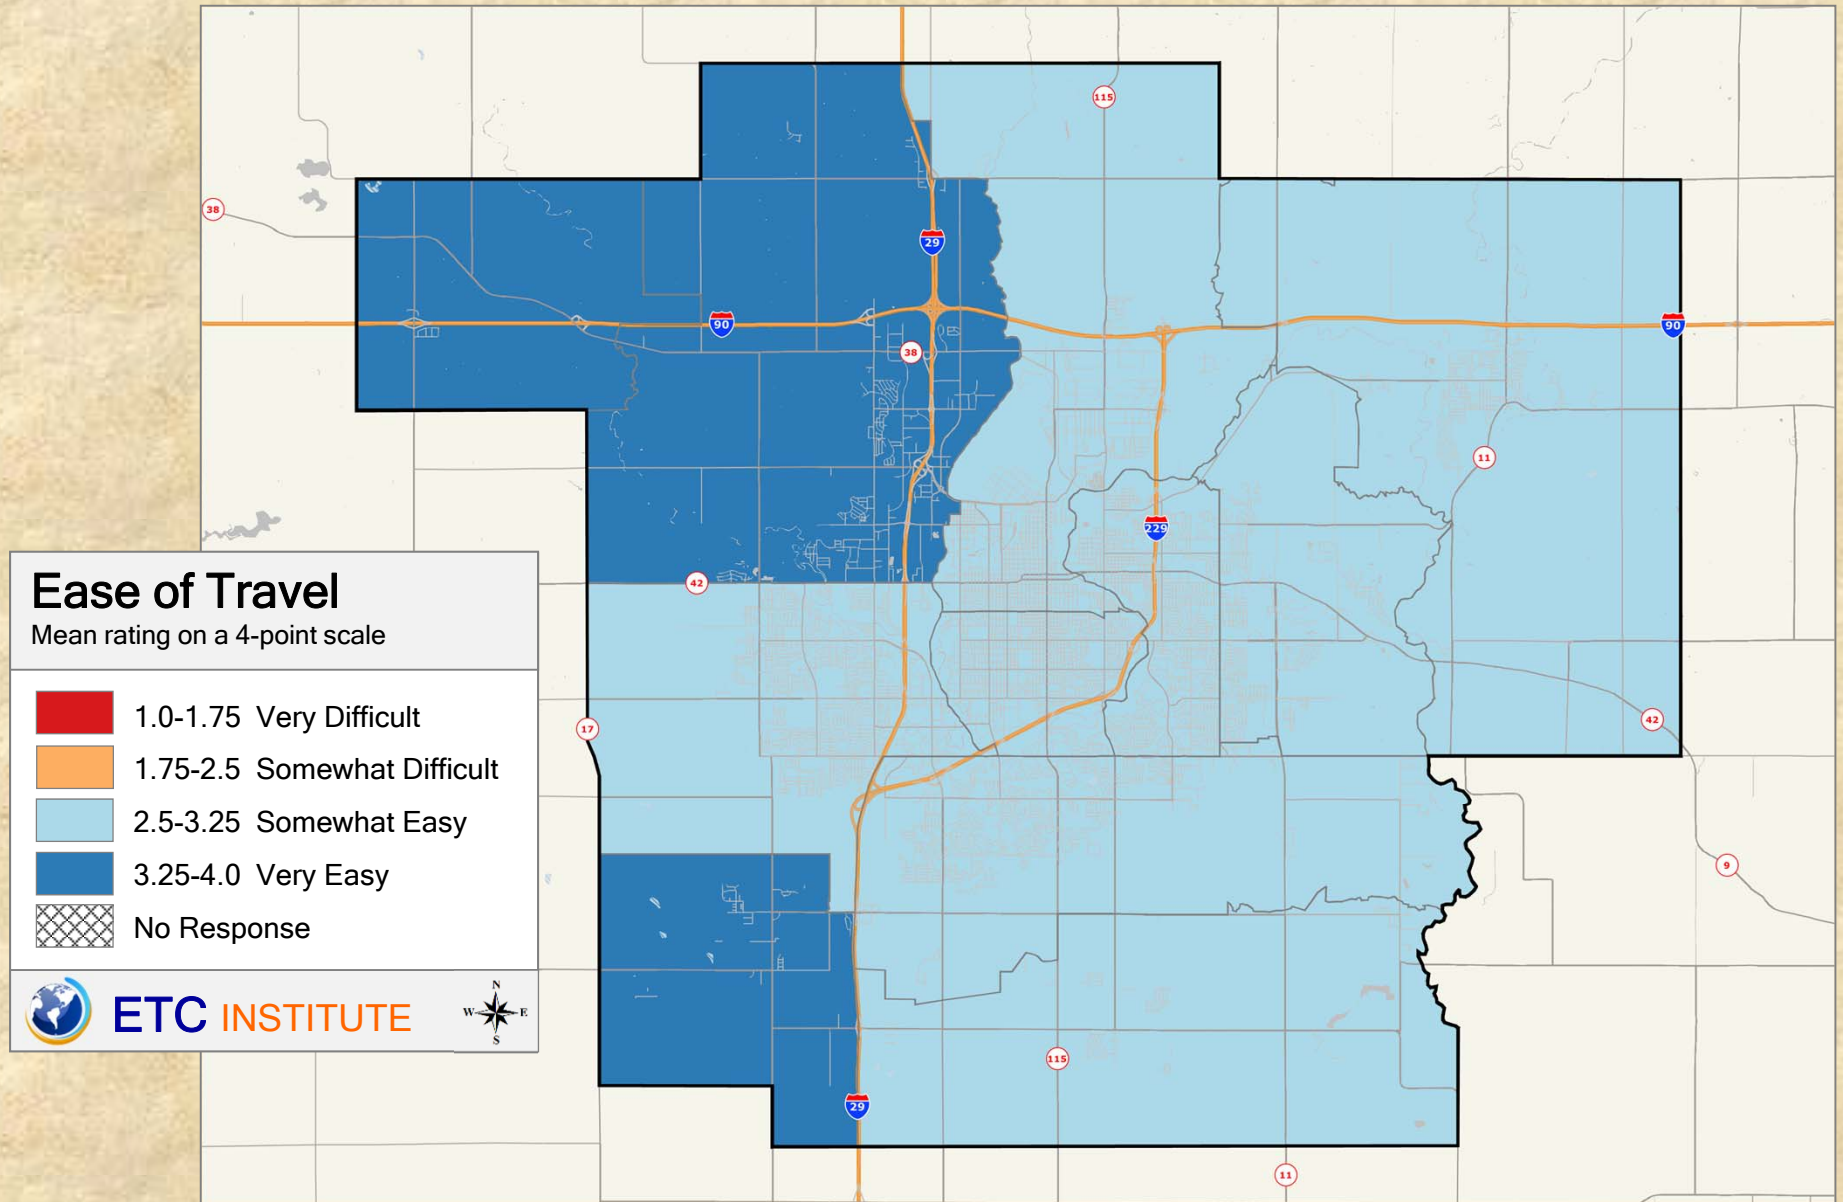 115
38
29
90
90
38
11
229
42
Ease of Travel
Mean rating on a 4-point scale
1.0-1.75 Very Difficult
1.75-2.5 Somewhat Difficult
2.5-3.25 Somewhat Easy
3.25-4.0 Very Easy
No Response
ETC INSTITUTE
N
W E
S
17
42
9
115
29
11